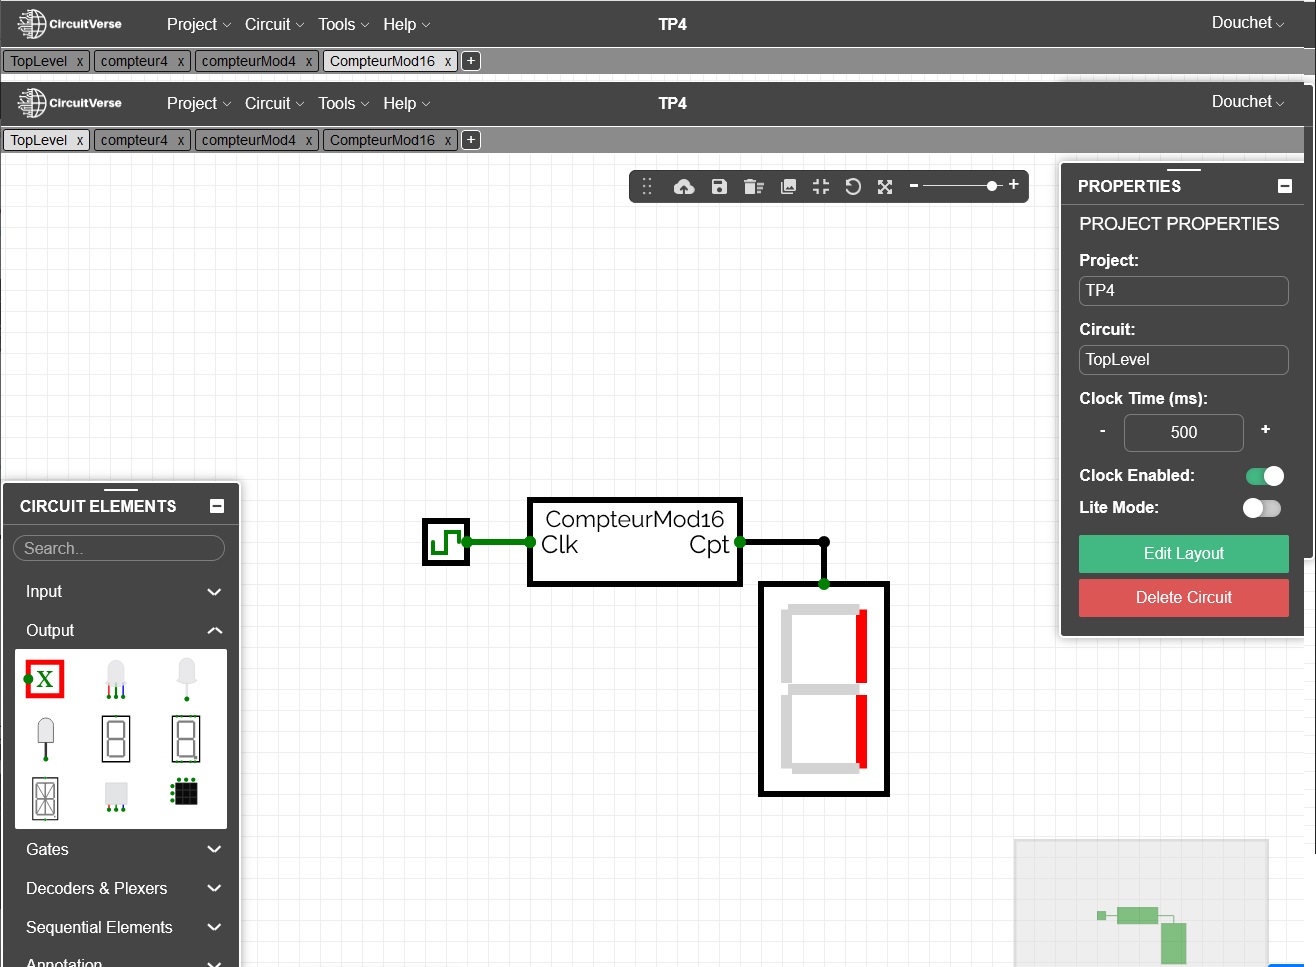 CircuitVerse Project Circuit Tools Help TP4 Douchet
TopLevel x compteur4 x compteurMod4 x CompteurMod16 x +
CircuitVerse Project Circuit Tools Help TP4 Douchet
TopLevel x compteur4 x compteurMod4 x CompteurMod16 x +
PROPERTIES
PROJECT PROPERTIES
Project:
TP4
Circuit:
TopLevel
Clock Time (ms):
- 500 +
Clock Enabled:
Lite Mode:
Edit Layout
Delete Circuit
CompteurMod16
Clk Cpt
CIRCUIT ELEMENTS
Search..
Input
Output
X
Gates
Decoders & Plexers
Sequential Elements
Annotation